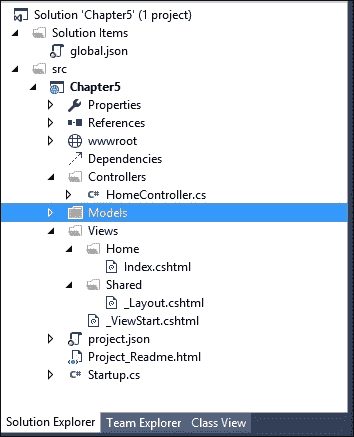 Solution 'Chapter5' (1 project)
Solution Items
global.json
src
Chapter5
Properties
References
wwwroot
Dependencies
Controllers
C# HomeController.cs
Models
Views
Home
Index.cshtml
Shared
_Layout.cshtml
_ViewStart.cshtml
project.json
Project_Readme.html
C# Startup.cs
Solution Explorer Team Explorer Class View